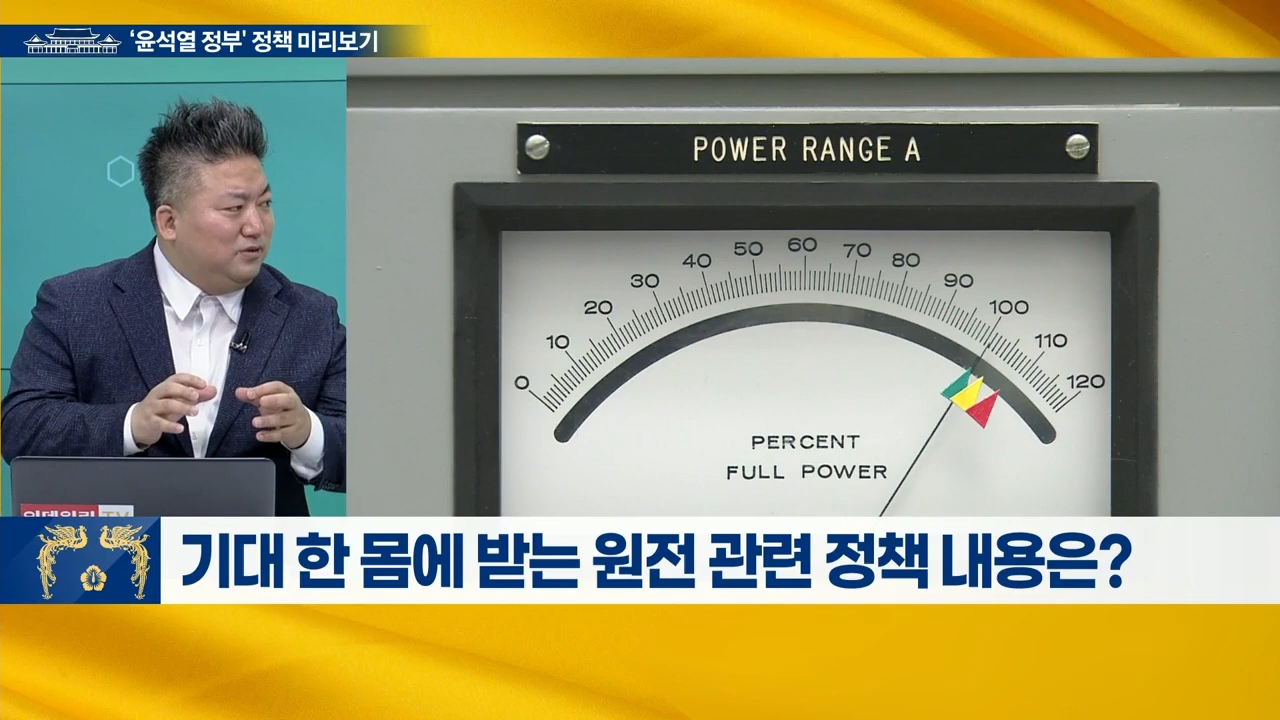 ‘윤석열 정부’ 정책 미리보기
POWER RANGE A
0 10 20 30 40 50 60 70 80 90 100 110 120
PERCENT
FULL POWER
TV
기대 한 몸에 받는 원전 관련 정책 내용은?